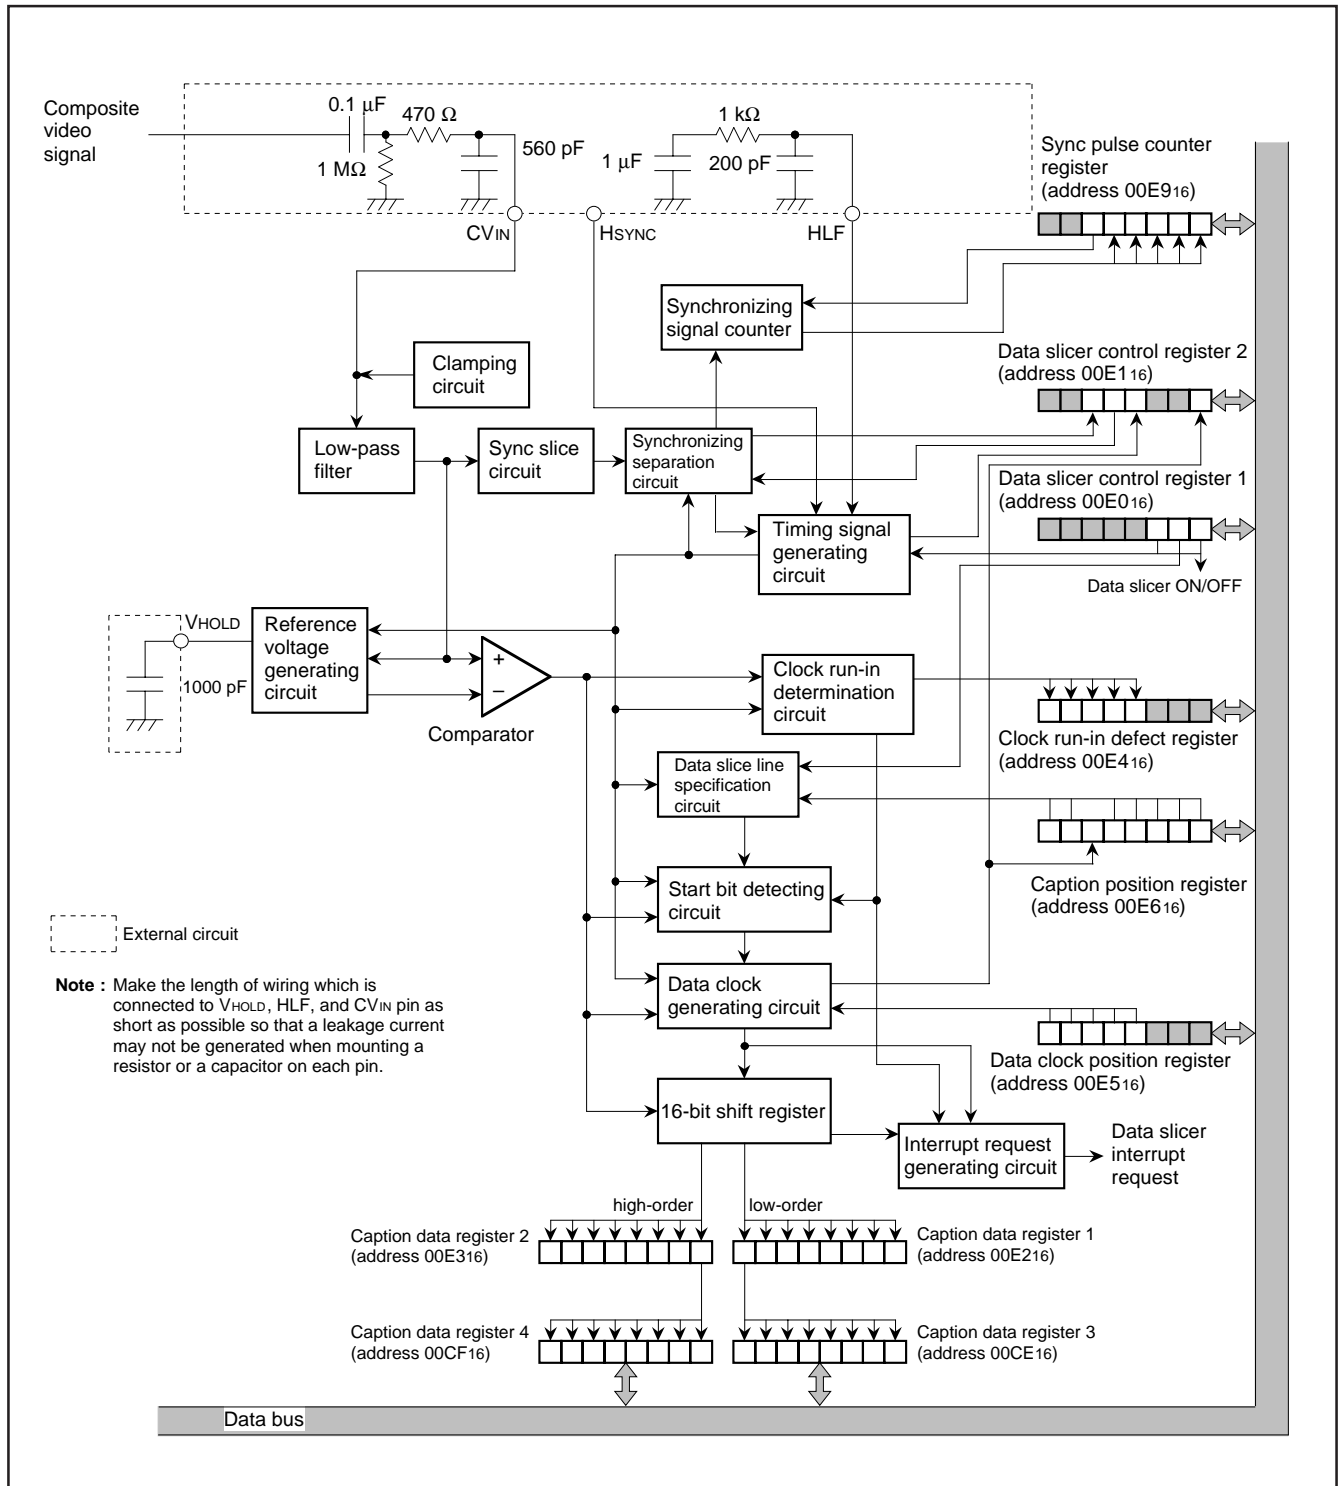 Composite
video
signal
0.1 μF
470 Ω
1 MΩ
560 pF
1 kΩ
1 μF
200 pF
CVIN
HSYNC
HLF
Sync pulse counter
register
(address 00E916)
Synchronizing
signal counter
Clamping
circuit
Data slicer control register 2
(address 00E116)
Low-pass
filter
Sync slice
circuit
Synchronizing
separation
circuit
Data slicer control register 1
(address 00E016)
Timing signal
generating
circuit
Data slicer ON/OFF
VHOLD
1000 pF
Reference
voltage
generating
circuit
+
−
Comparator
Clock run-in
determination
circuit
Clock run-in defect register
(address 00E416)
Data slice line
specification
circuit
Start bit detecting
circuit
Caption position register
(address 00E616)
External circuit
Note : Make the length of wiring which is
connected to VHOLD, HLF, and CVIN pin as
short as possible so that a leakage current
may not be generated when mounting a
resistor or a capacitor on each pin.
Data clock
generating circuit
Data clock position register
(address 00E516)
16-bit shift register
Interrupt request
generating circuit
Data slicer
interrupt
request
high-order
low-order
Caption data register 2
(address 00E316)
Caption data register 1
(address 00E216)
Caption data register 4
(address 00CF16)
Caption data register 3
(address 00CE16)
Data bus